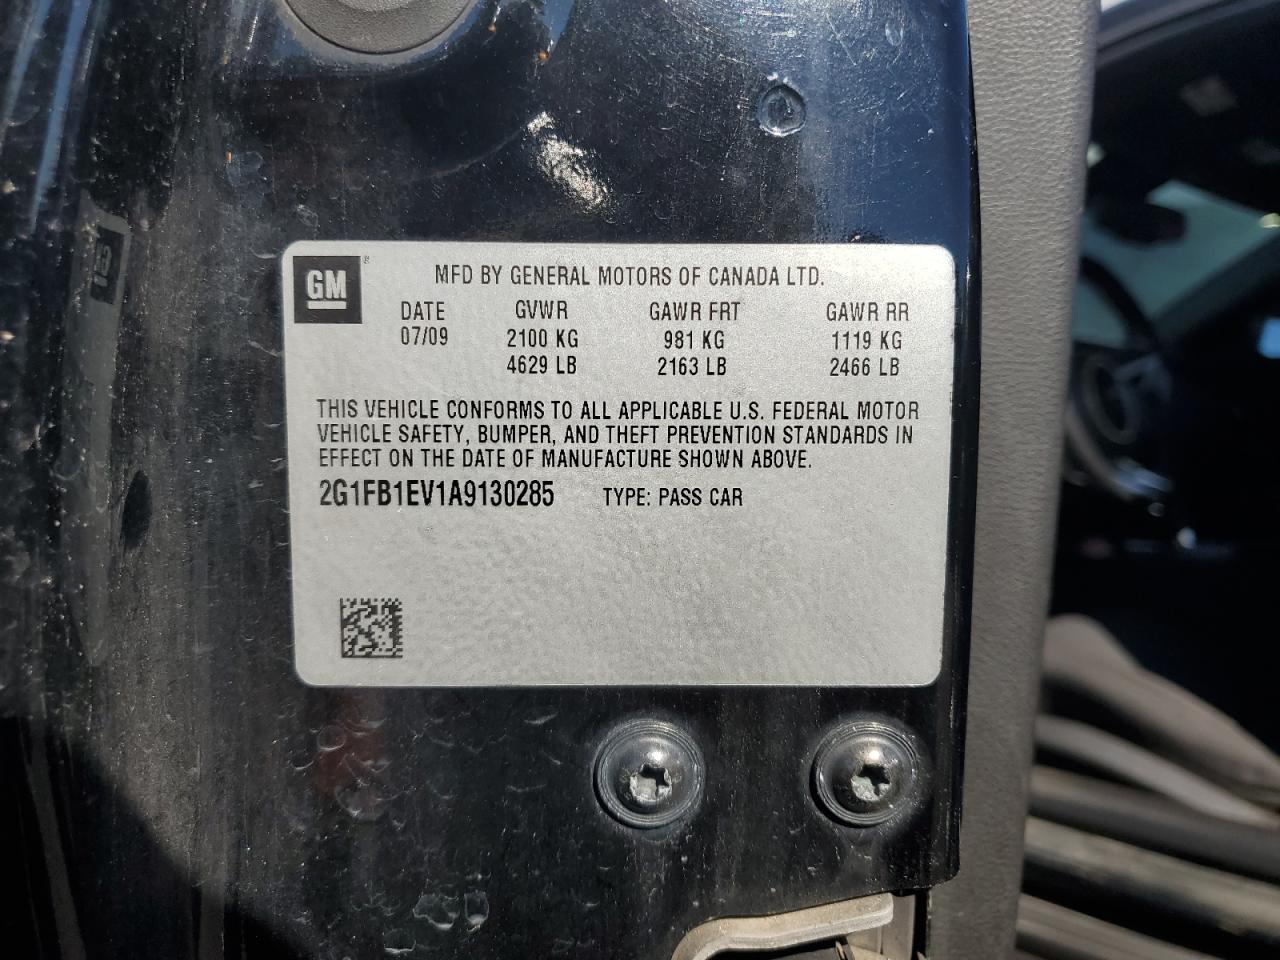 GM ®
MFD BY GENERAL MOTORS OF CANADA LTD.
DATE GVWR GAWR FRT GAWR RR
07/09 2100 KG 981 KG 1119 KG
4629 LB 2163 LB 2466 LB
THIS VEHICLE CONFORMS TO ALL APPLICABLE U.S. FEDERAL MOTOR
VEHICLE SAFETY, BUMPER, AND THEFT PREVENTION STANDARDS IN
EFFECT ON THE DATE OF MANUFACTURE SHOWN ABOVE.
2G1FB1EV1A9130285 TYPE: PASS CAR